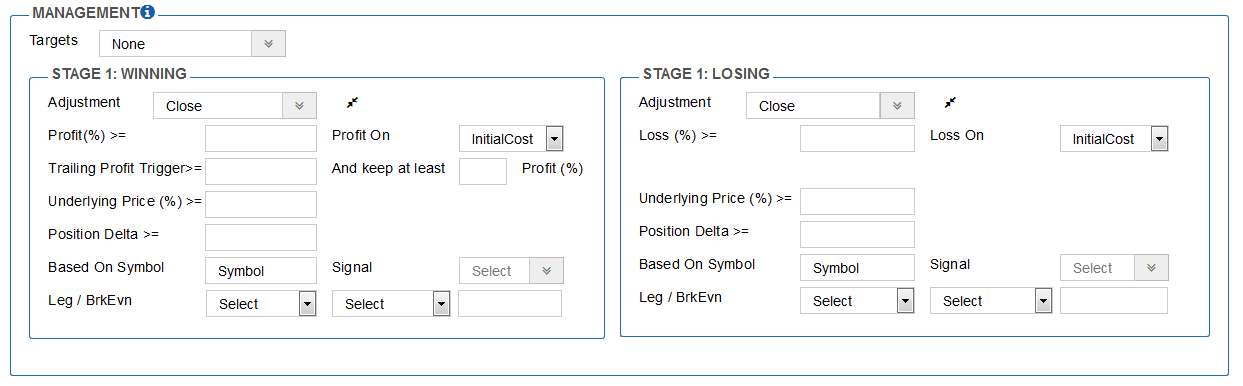 MANAGEMENT
Targets None
STAGE 1: WINNING
Adjustment Close
Profit(%) >= Profit On InitialCost
Trailing Profit Trigger>= And keep at least Profit (%)
Underlying Price (%) >=
Position Delta >=
Based On Symbol Symbol Signal Select
Leg / BrkEvn Select Select
STAGE 1: LOSING
Adjustment Close
Loss (%) >= Loss On InitialCost
Underlying Price (%) >=
Position Delta >=
Based On Symbol Symbol Signal Select
Leg / BrkEvn Select Select